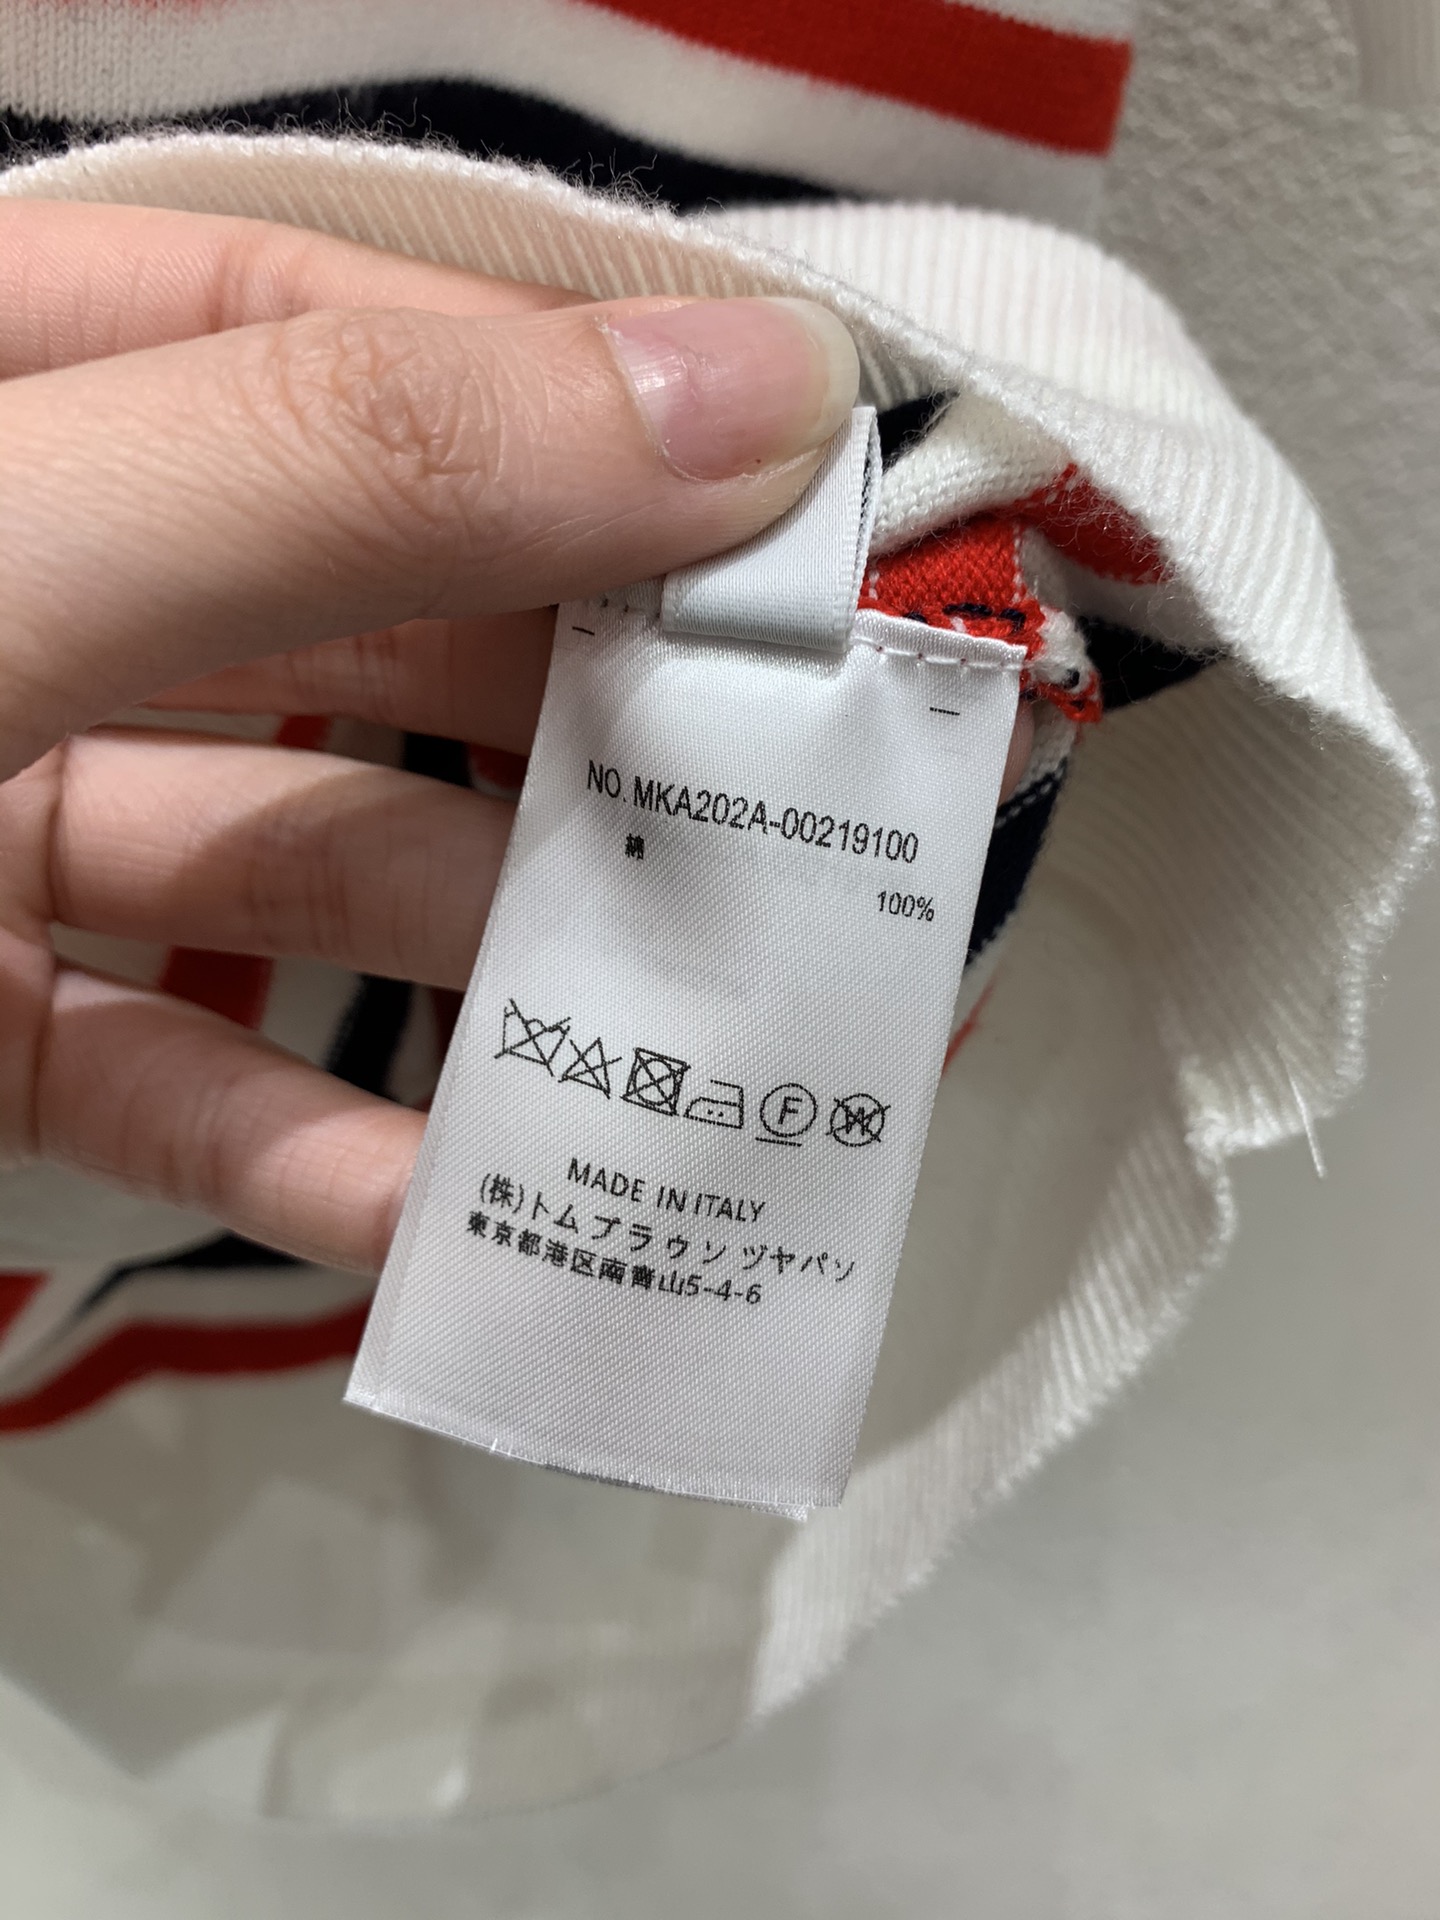 NO. MKA202A-00219100
綿
100%
F W
MADE IN ITALY
(株)トム ブラウン ヅャパン
東京都港区南青山5-4-6